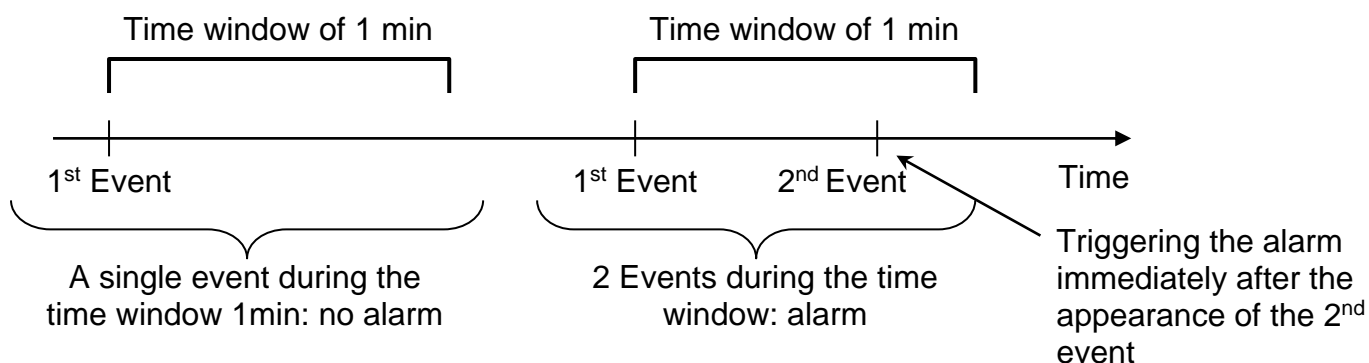 Time window of 1 min
Time window of 1 min
1st Event
1st Event
2nd Event
Time
A single event during the
time window 1min: no alarm
2 Events during the time
window: alarm
Triggering the alarm
immediately after the
appearance of the 2nd
event